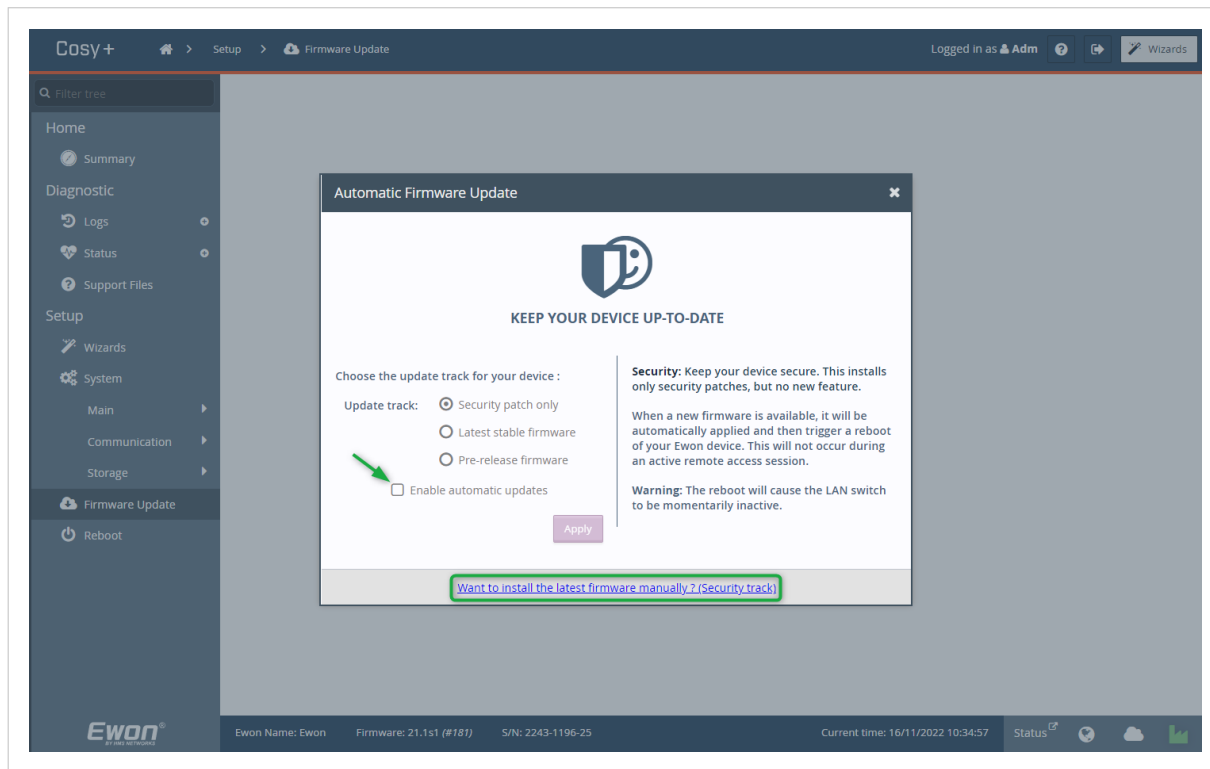 Cosy+ Setup Firmware Update Logged in as Adm Wizards
Filter tree
Home
Summary
Diagnostic
Logs
Status
Support Files
Setup
Wizards
System
Main
Communication
Storage
Firmware Update
Reboot
Automatic Firmware Update
KEEP YOUR DEVICE UP-TO-DATE
Choose the update track for your device :
Update track:
Security patch only
Latest stable firmware
Pre-release firmware
Enable automatic updates
Apply
Security: Keep your device secure. This installs
only security patches, but no new feature.
When a new firmware is available, it will be
automatically applied and then trigger a reboot
of your Ewon device. This will not occur during
an active remote access session.
Warning: The reboot will cause the LAN switch
to be momentarily inactive.
Want to install the latest firmware manually ? (Security track)
Ewon®
BY HMS NETWORKS
Ewon Name: Ewon Firmware: 21.1s1 (#181) S/N: 2243-1196-25 Current time: 16/11/2022 10:34:57 Status